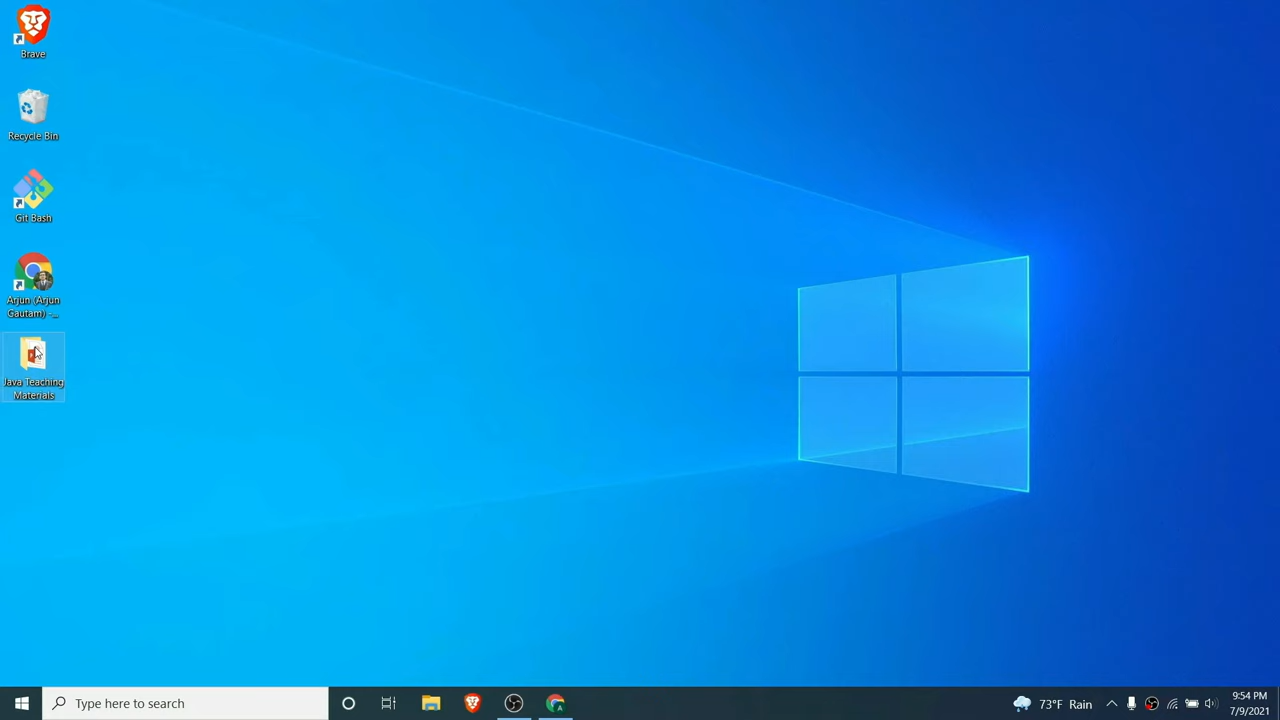 Brave
Recycle Bin
Git Bash
Arjun (Arjun
Gautam) -...
Java Teaching
Materials
Type here to search
73°F Rain
9:54 PM
7/9/2021